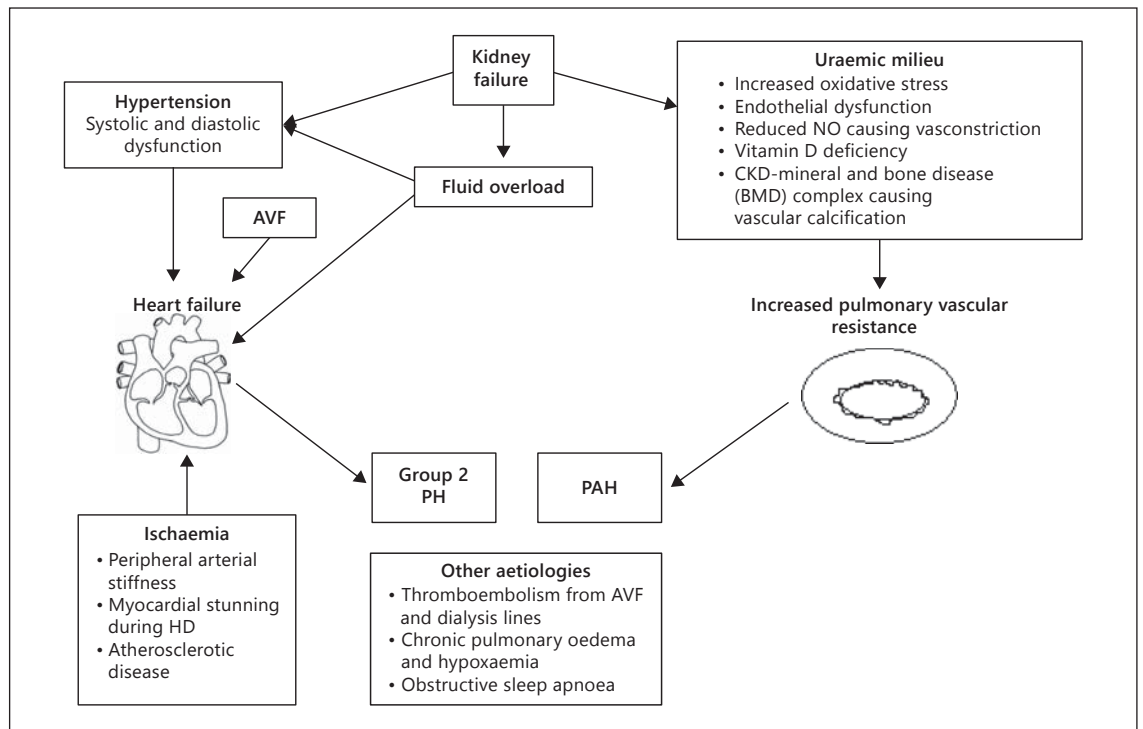 Kidney
failure
Hypertension
Systolic and diastolic
dysfunction
Fluid overload
AVF
Uraemic milieu
• Increased oxidative stress
• Endothelial dysfunction
• Reduced NO causing vasconstriction
• Vitamin D deficiency
• CKD-mineral and bone disease
(BMD) complex causing
vascular calcification
Heart failure
Increased pulmonary vascular
resistance
Group 2
PH
PAH
Ischaemia
• Peripheral arterial
stiffness
• Myocardial stunning
during HD
• Atherosclerotic
disease
Other aetiologies
• Thromboembolism from AVF
and dialysis lines
• Chronic pulmonary oedema
and hypoxaemia
• Obstructive sleep apnoea